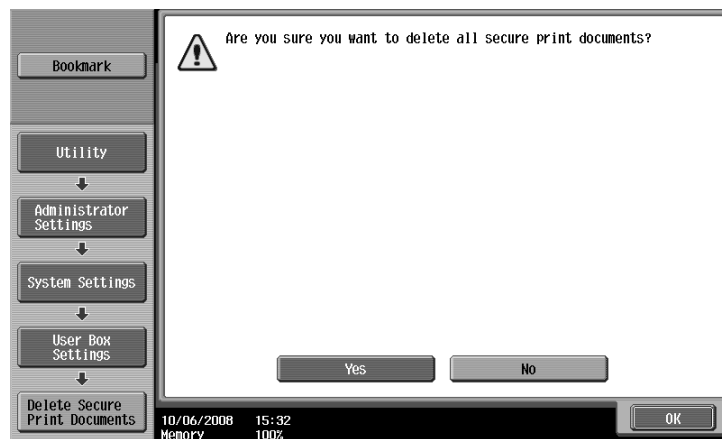 Bookmark
Utility
Administrator
Settings
System Settings
User Box
Settings
Delete Secure
Print Documents
Are you sure you want to delete all secure print documents?
Yes
No
10/06/2008 15:32
Memory 100%
OK